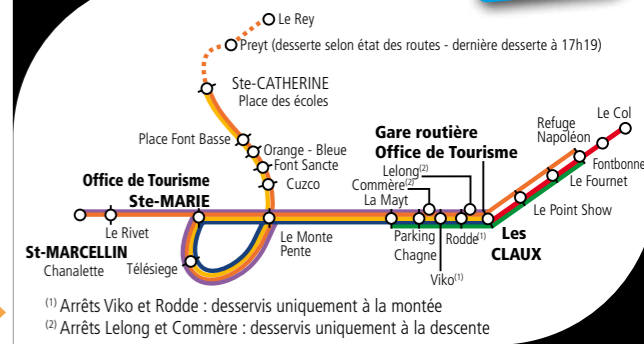 Le Rey
Preyt (desserte selon état des routes - dernière desserte à 17h19)
Ste-CATHERINE
Place des écoles
Place Font Basse
Orange - Bleue
Font Sancte
Cuzco
Office de Tourisme
Ste-MARIE
Le Rivet
St-MARCELLIN
Chanalette
Télésiege
Le Monte
Pente
Gare routière
Office de Tourisme
Lelong(2)
Commère(2)
La Mayt
Parking
Chagne
Viko(1)
Rodde(1)
Les
CLAUX
Le Col
Refuge
Napoléon
Fontbonne
Le Fournet
Le Point Show
(1) Arrêts Viko et Rodde : desservis uniquement à la montée
(2) Arrêts Lelong et Commère : desservis uniquement à la descente